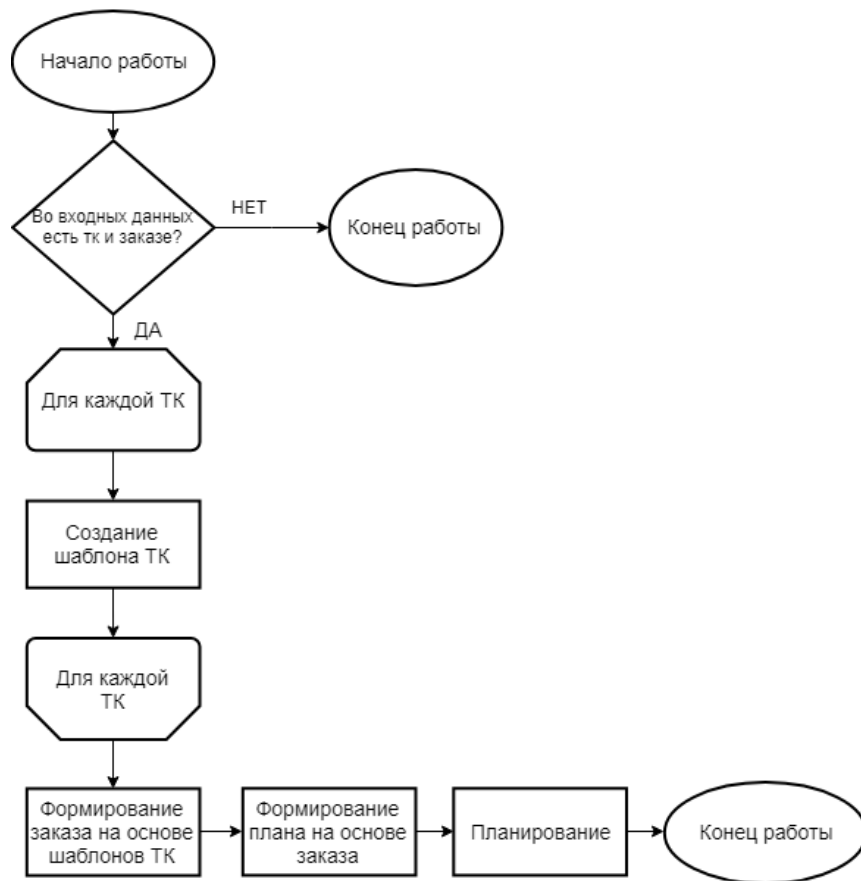 Начало работы
Во входных данных
есть тк и заказе?
НЕТ
Конец работы
ДА
Для каждой ТК
Создание
шаблона ТК
Для каждой
ТК
Формирование
заказа на основе
шаблонов ТК
Формирование
плана на основе
заказа
Планирование
Конец работы